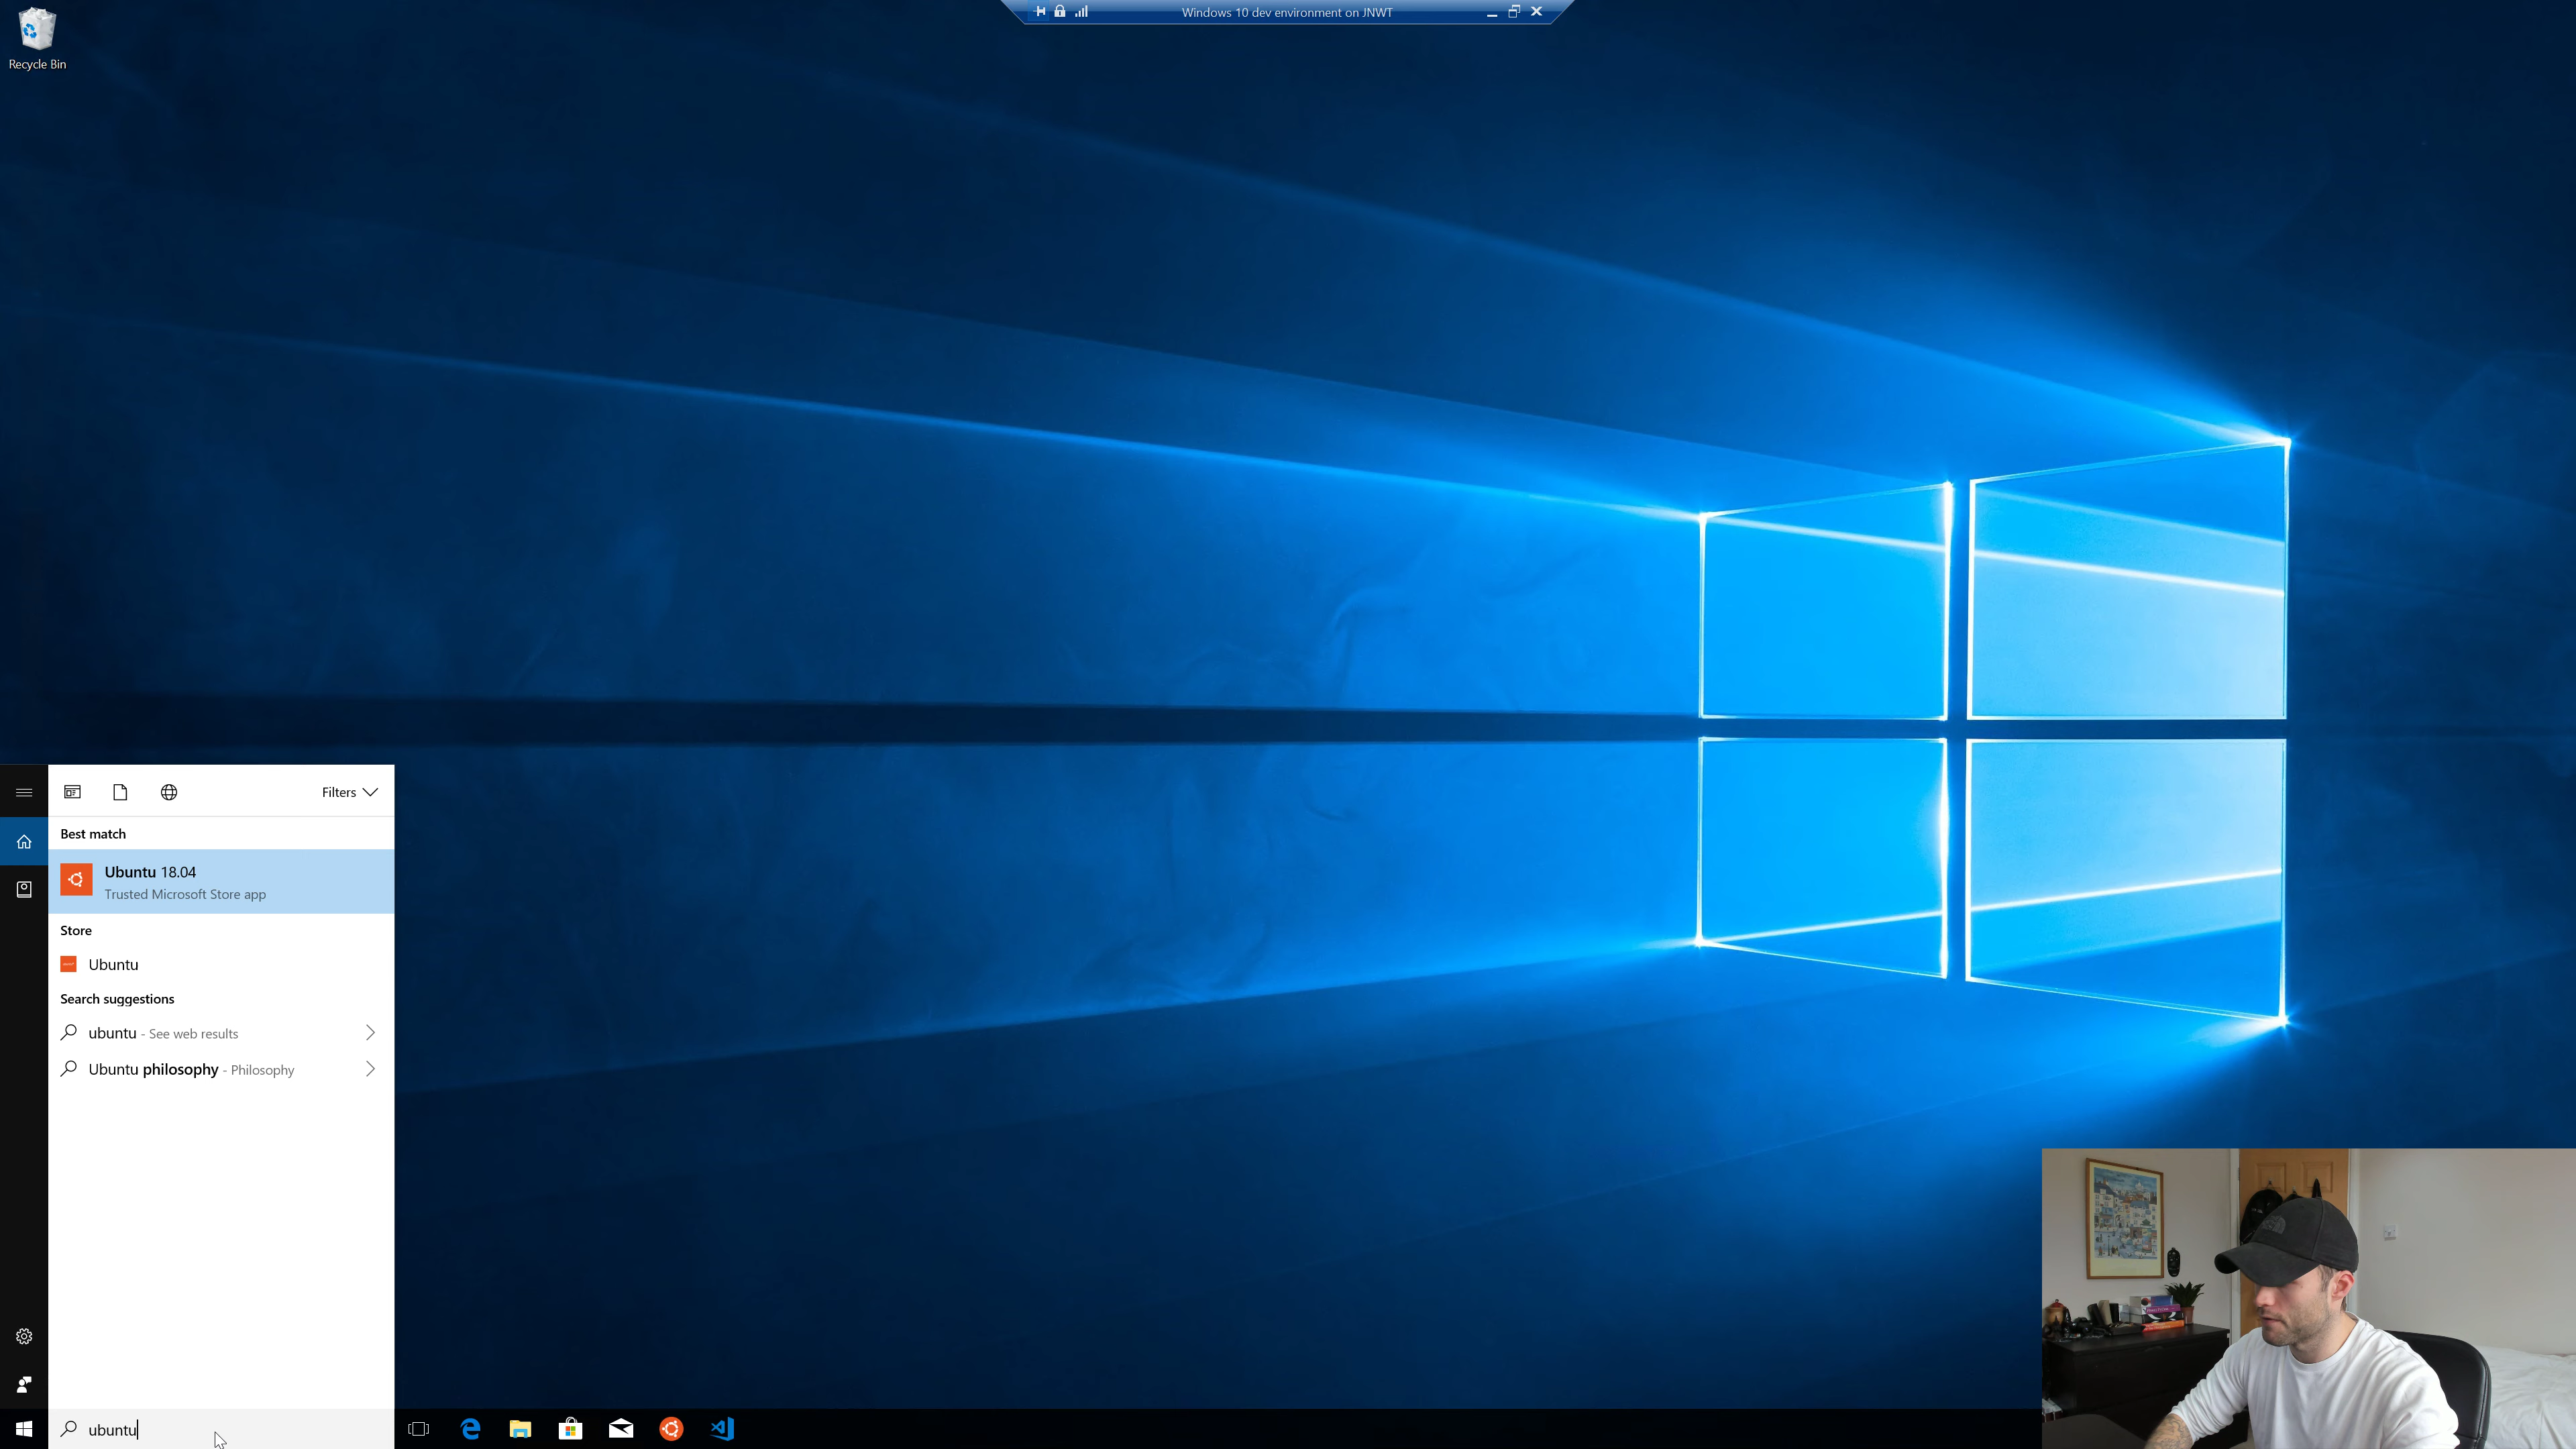 Windows 10 dev environment on JNWT
Recycle Bin
Filters
Best match
Ubuntu 18.04
Trusted Microsoft Store app
Store
Ubuntu
Search suggestions
ubuntu - See web results
Ubuntu philosophy - Philosophy
ubuntu